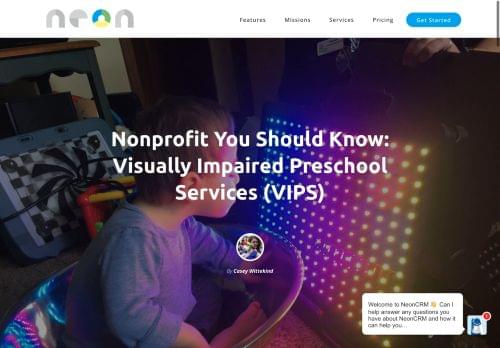 neon
Features
Missions
Services
Pricing
Get Started
Nonprofit You Should Know:
Visually Impaired Preschool
Services (VIPS)
By Casey Wittekind
Welcome to NeonCRM 👋 Can I
help answer any questions you
have about NeonCRM and how it
can help you...
1